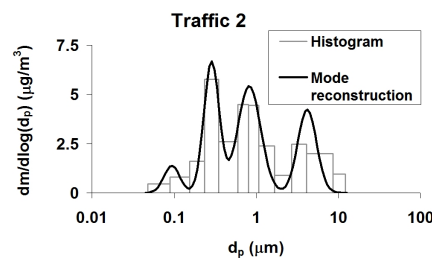 Traffic 2
Histogram
Mode
reconstruction
dm/dlog(dₚ) (μg/m³)
7.5
5
2.5
0
0.01
0.1
1
10
100
dₚ (μm)